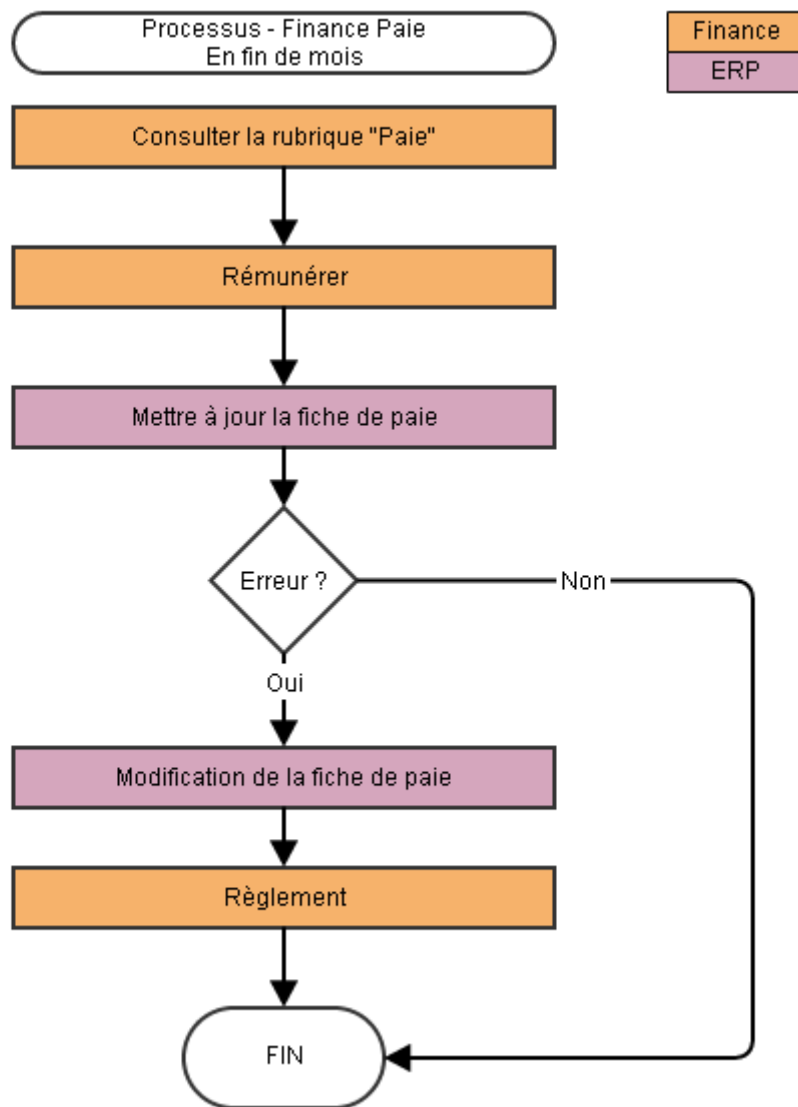 Processus - Finance Paie
En fin de mois
Finance
ERP
Consulter la rubrique "Paie"
Rémunérer
Mettre à jour la fiche de paie
Erreur ?
Non
Oui
Modification de la fiche de paie
Règlement
FIN